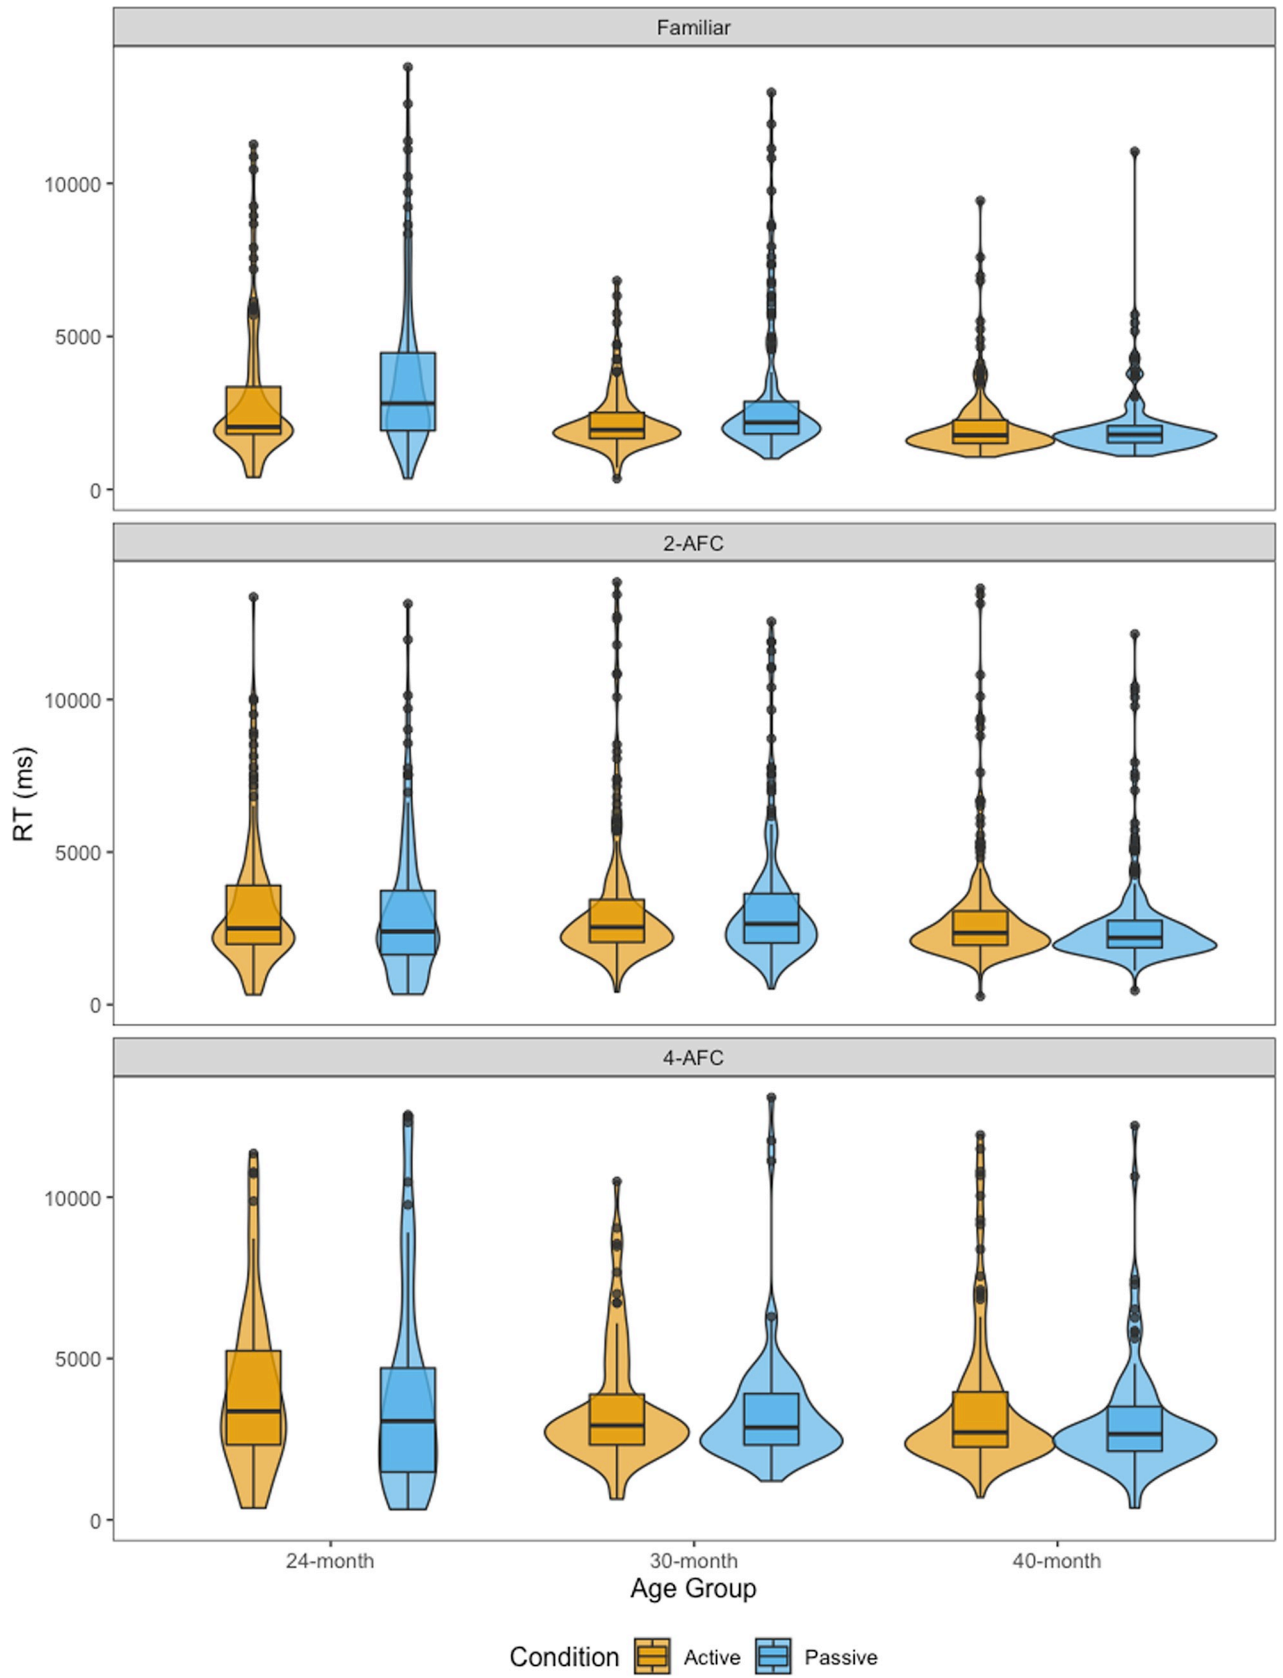 Familiar
10000
5000
0
2-AFC
10000
5000
0
RT (ms)
4-AFC
10000
5000
0
24-month
30-month
40-month
Age Group
Condition
Active
Passive